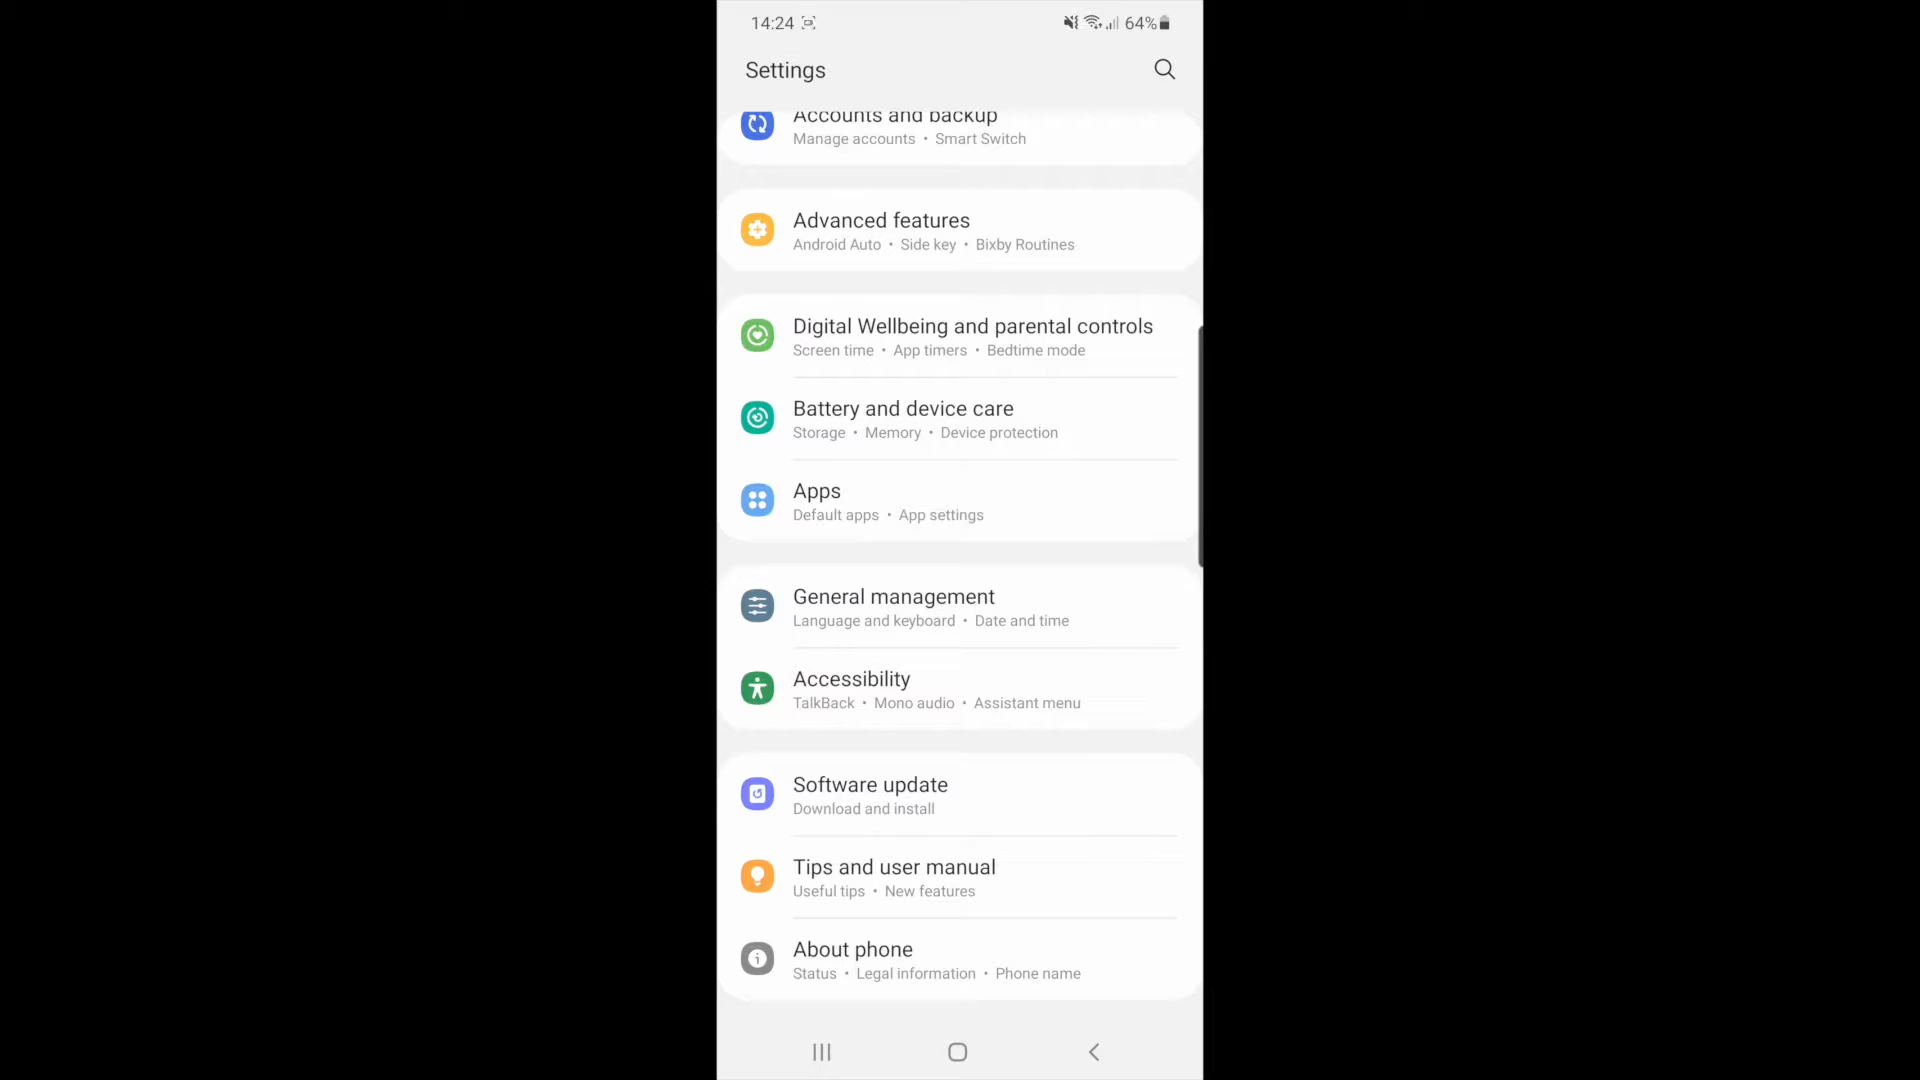 14:24 64%
Settings
Accounts and backup
Manage accounts • Smart Switch
Advanced features
Android Auto • Side key • Bixby Routines
Digital Wellbeing and parental controls
Screen time • App timers • Bedtime mode
Battery and device care
Storage • Memory • Device protection
Apps
Default apps • App settings
General management
Language and keyboard • Date and time
Accessibility
TalkBack • Mono audio • Assistant menu
Software update
Download and install
Tips and user manual
Useful tips • New features
About phone
Status • Legal information • Phone name